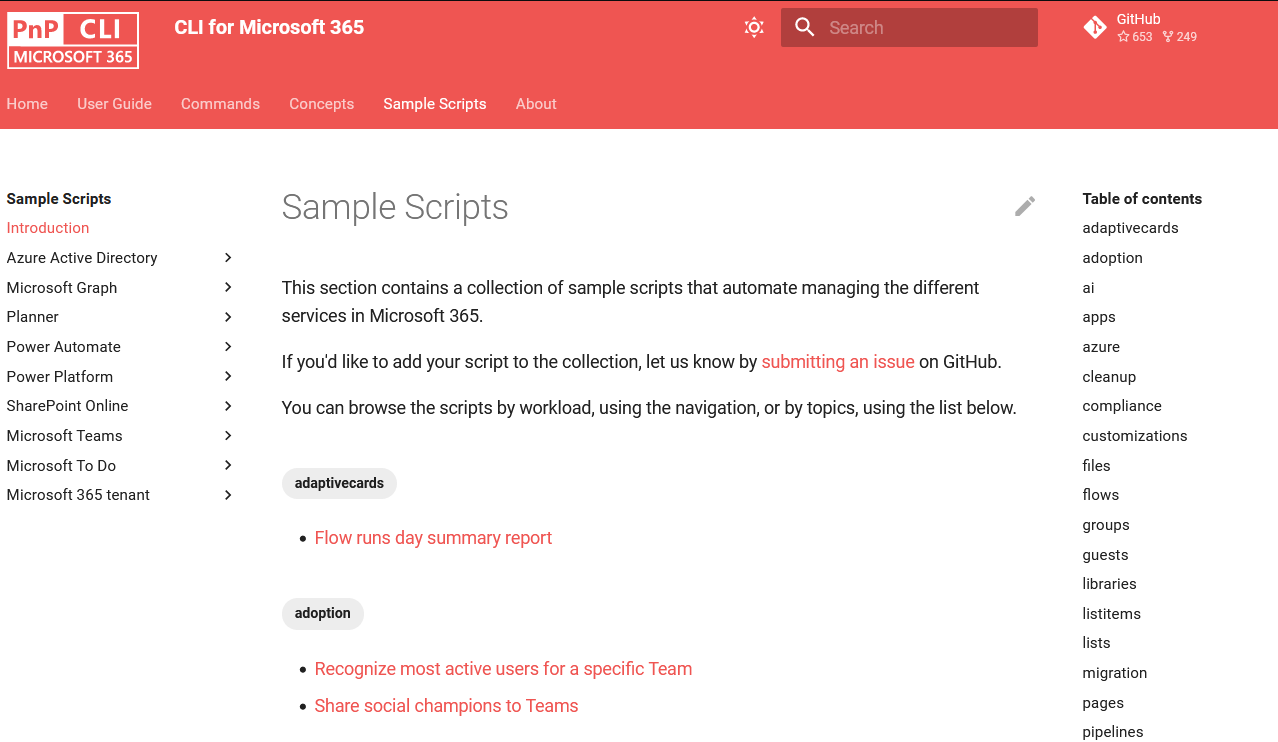 PnP CLI
MICROSOFT 365
CLI for Microsoft 365
Search
GitHub
653 249
Home User Guide Commands Concepts Sample Scripts About
Sample Scripts
Introduction
Azure Active Directory
Microsoft Graph
Planner
Power Automate
Power Platform
SharePoint Online
Microsoft Teams
Microsoft To Do
Microsoft 365 tenant
Sample Scripts
This section contains a collection of sample scripts that automate managing the different
services in Microsoft 365.
If you'd like to add your script to the collection, let us know by submitting an issue on GitHub.
You can browse the scripts by workload, using the navigation, or by topics, using the list below.
adaptivecards
• Flow runs day summary report
adoption
• Recognize most active users for a specific Team
• Share social champions to Teams
Table of contents
adaptivecards
adoption
ai
apps
azure
cleanup
compliance
customizations
files
flows
groups
guests
libraries
listitems
lists
migration
pages
pipelines